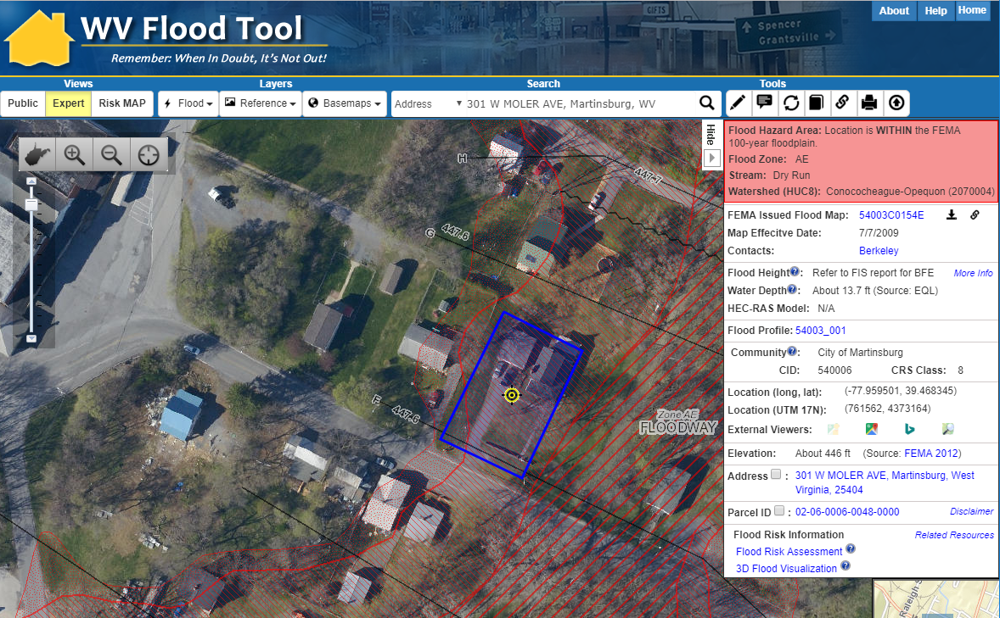 About Help Home
GIFTS
Spencer
Grantsville
WV Flood Tool
Remember: When In Doubt, It's Not Out!
Views Layers Search Tools
Public Expert Risk MAP Flood Reference Basemaps Address 301 W MOLER AVE, Martinsburg, WV
Hide
H
447.7
G 447.6
F 447.6
Zone AE
FLOODWAY
Flood Hazard Area: Location is WITHIN the FEMA
100-year floodplain.
Flood Zone: AE
Stream: Dry Run
Watershed (HUC8): Conococheague-Opequon (2070004)
FEMA Issued Flood Map: 54003C0154E
Map Effecitve Date: 7/7/2009
Contacts: Berkeley
Flood Height?: Refer to FIS report for BFE More Info
Water Depth?: About 13.7 ft (Source: EQL)
HEC-RAS Model: N/A
Flood Profile: 54003_001
Community?: City of Martinsburg
CID: 540006 CRS Class: 8
Location (long, lat): (-77.959501, 39.468345)
Location (UTM 17N): (761562, 4373164)
External Viewers:
Elevation: About 446 ft (Source: FEMA 2012)
Address : 301 W MOLER AVE, Martinsburg, West
Virginia, 25404
Parcel ID : 02-06-0006-0048-0000 Disclaimer
Flood Risk Information Related Resources
Flood Risk Assessment ?
3D Flood Visualization ?
Raleigh S